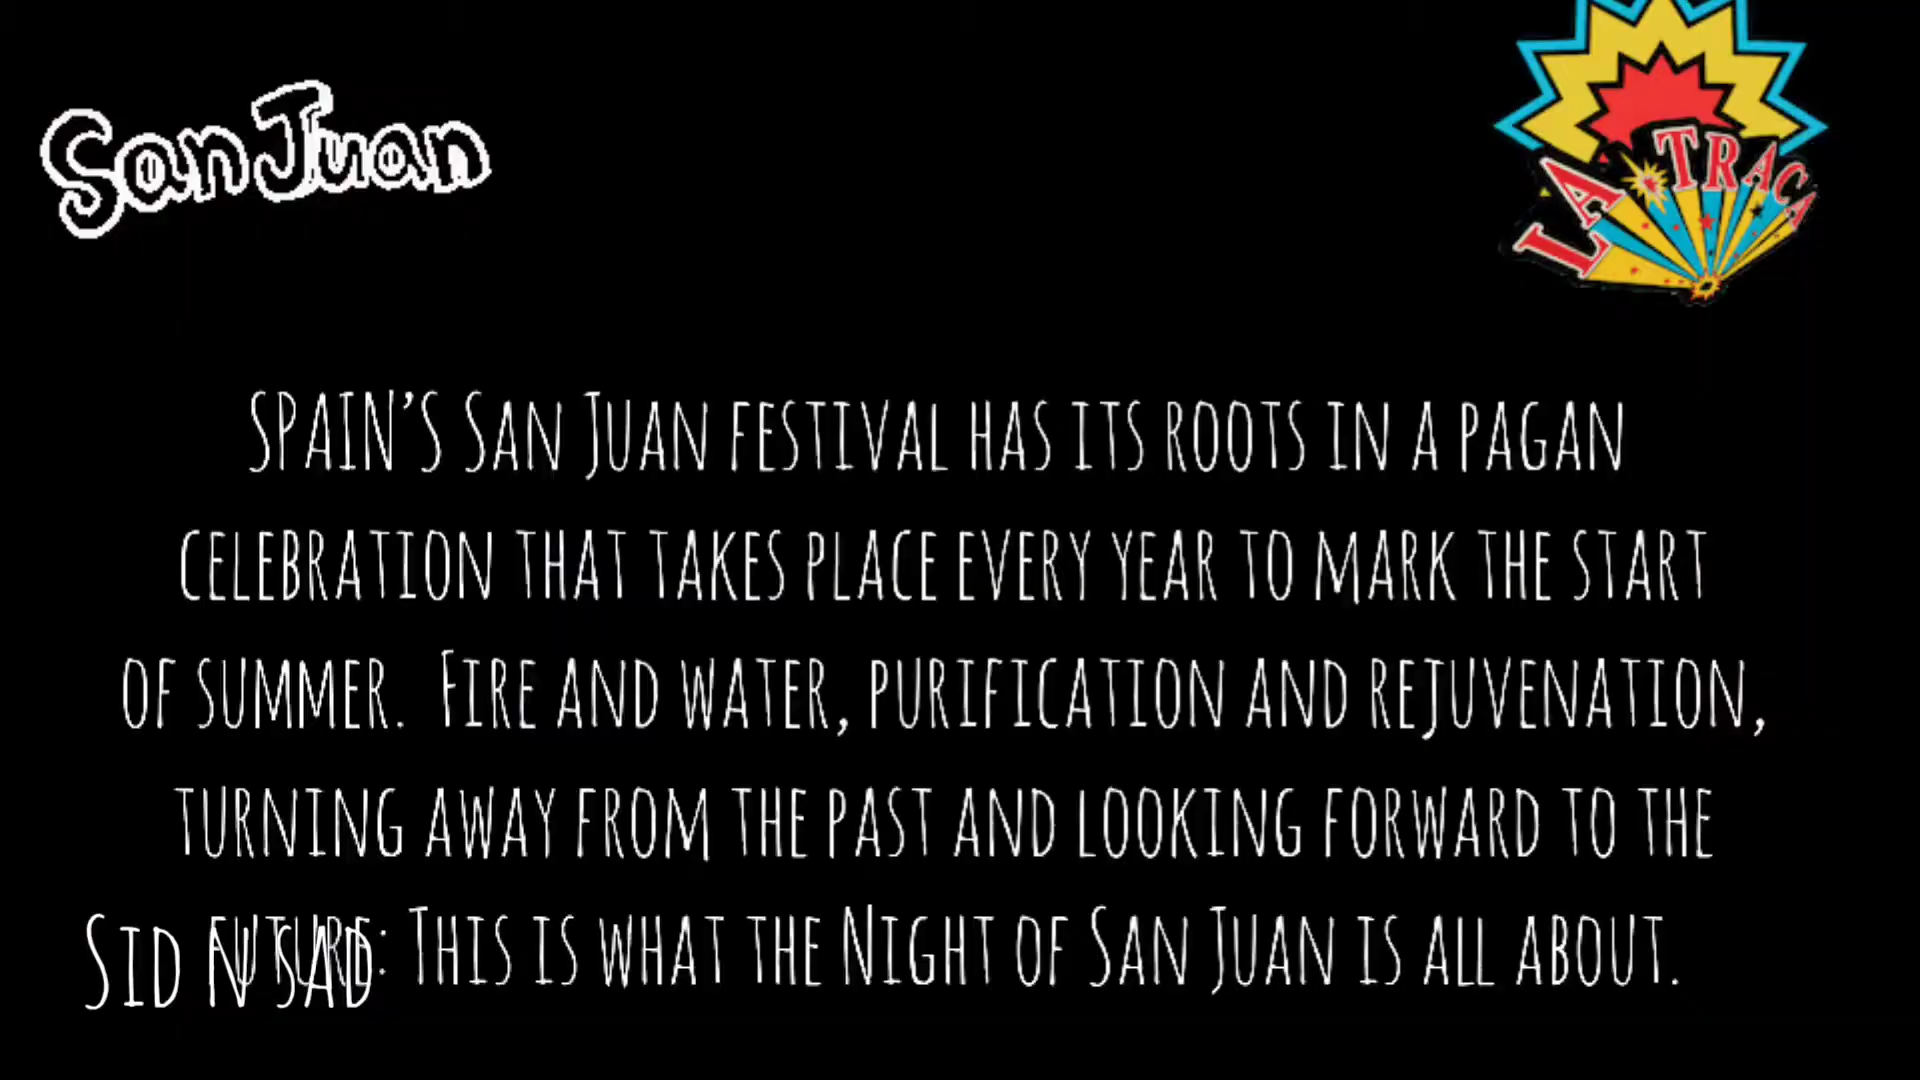 San Juan
LA TRACA
SPAIN'S San Juan festival has its roots in a pagan
celebration that takes place every year to mark the start
of summer.  Fire and water, purification and rejuvenation,
turning away from the past and looking forward to the
future: This is what the Night of San Juan is all about.
Sid N SAD